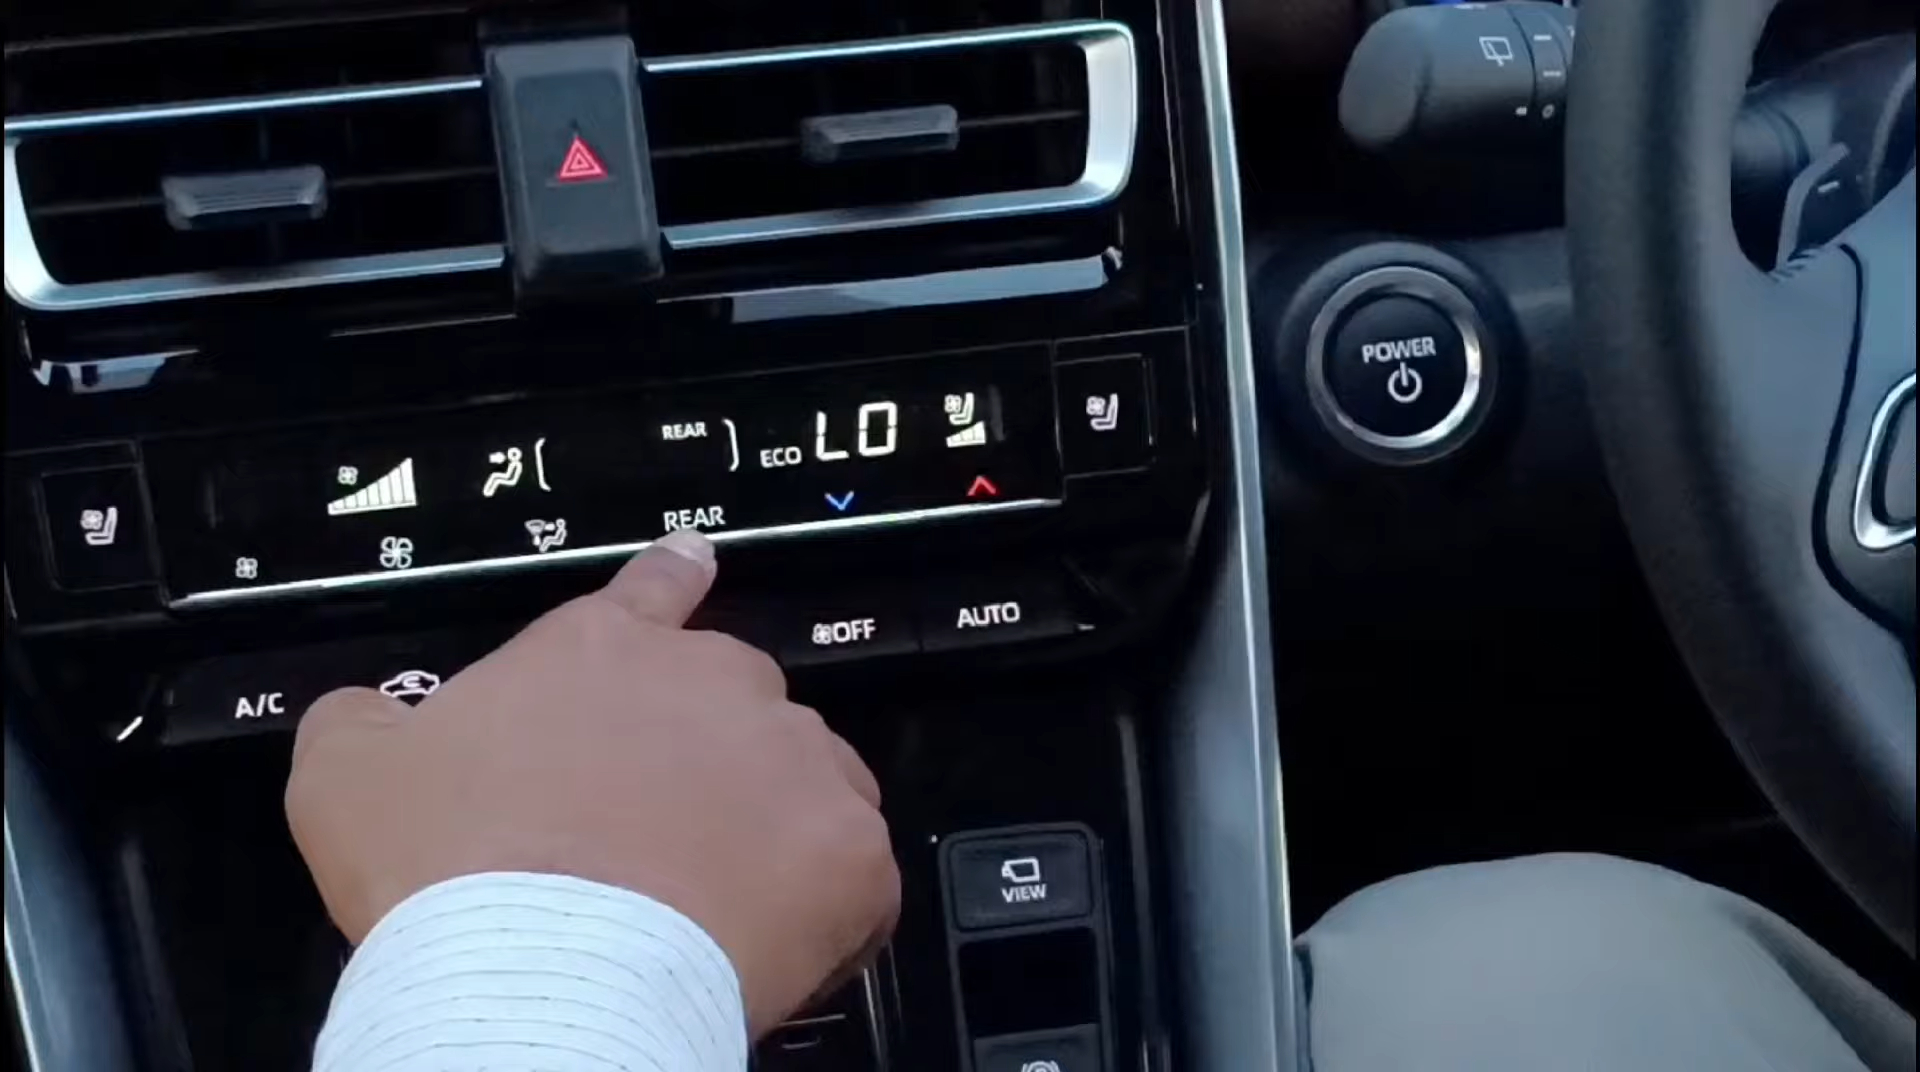 POWER
REAR
ECO LO
REAR
OFF
AUTO
A/C
VIEW